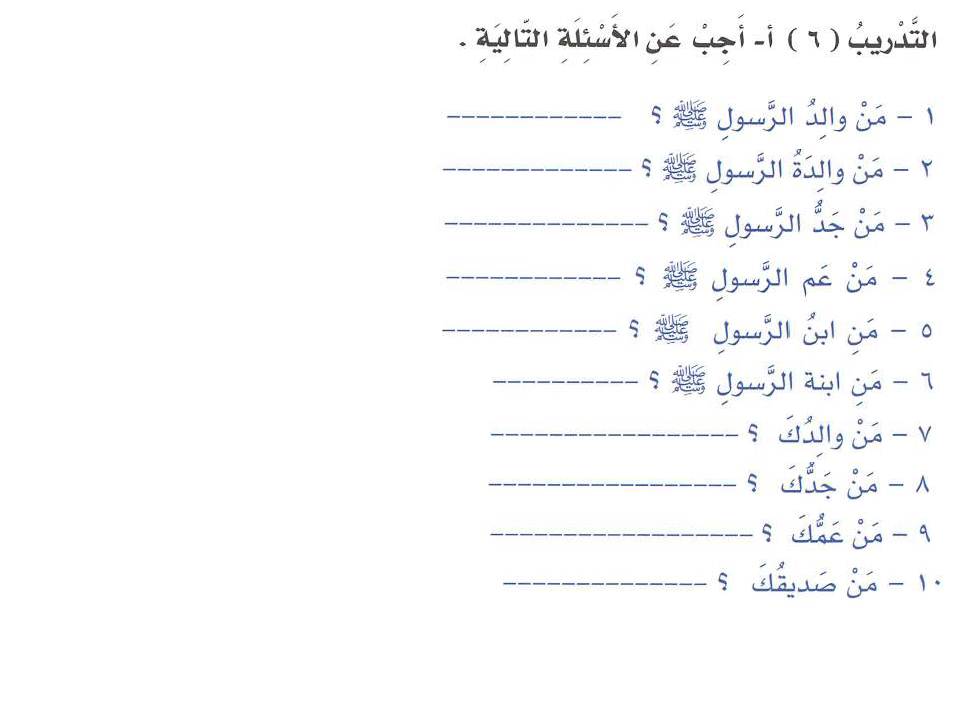 التَّدْريبُ ( ٦ ) أ- أَجِبْ عَنِ الأَسْئِلَةِ التّالِيَةِ .
١ – مَنْ والِدُ الرَّسولِ ﷺ ؟ ------------
٢ – مَنْ والِدَةُ الرَّسولِ ﷺ ؟ -------------
٣ – مَنْ جَدُّ الرَّسولِ ﷺ ؟ --------------
٤ – مَنْ عَم الرَّسولِ ﷺ ؟ ------------
٥ – مَنِ ابنُ الرَّسولِ ﷺ ؟ ------------
٦ – مَنِ ابنة الرَّسولِ ﷺ ؟ ----------
٧ – مَنْ والِدُكَ ؟ -----------------
٨ – مَنْ جَدُّكَ ؟ -----------------
٩ – مَنْ عَمُّكَ ؟ ------------------
١٠ – مَنْ صَديقُكَ ؟ --------------